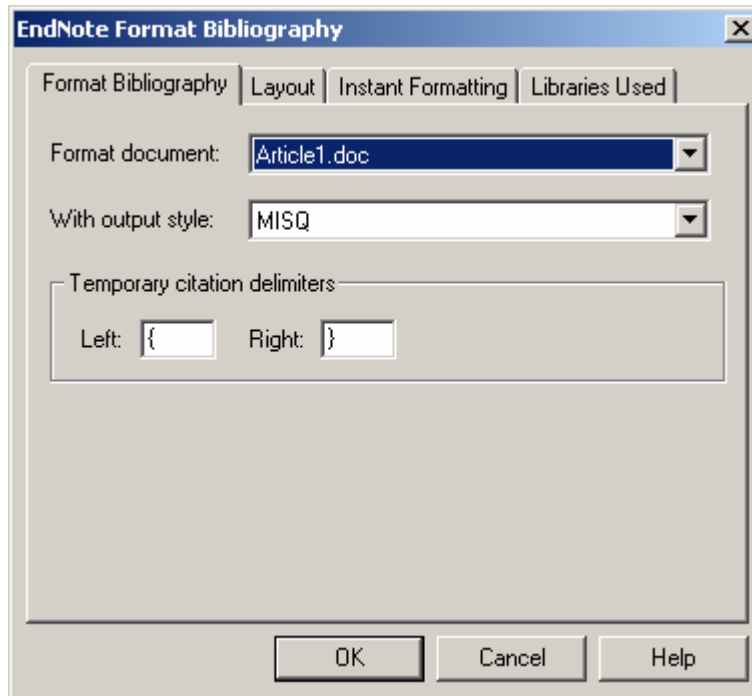 EndNote Format Bibliography
Format Bibliography Layout Instant Formatting Libraries Used
Format document: Article1.doc
With output style: MISQ
Temporary citation delimiters
Left: { Right: }
OK Cancel Help